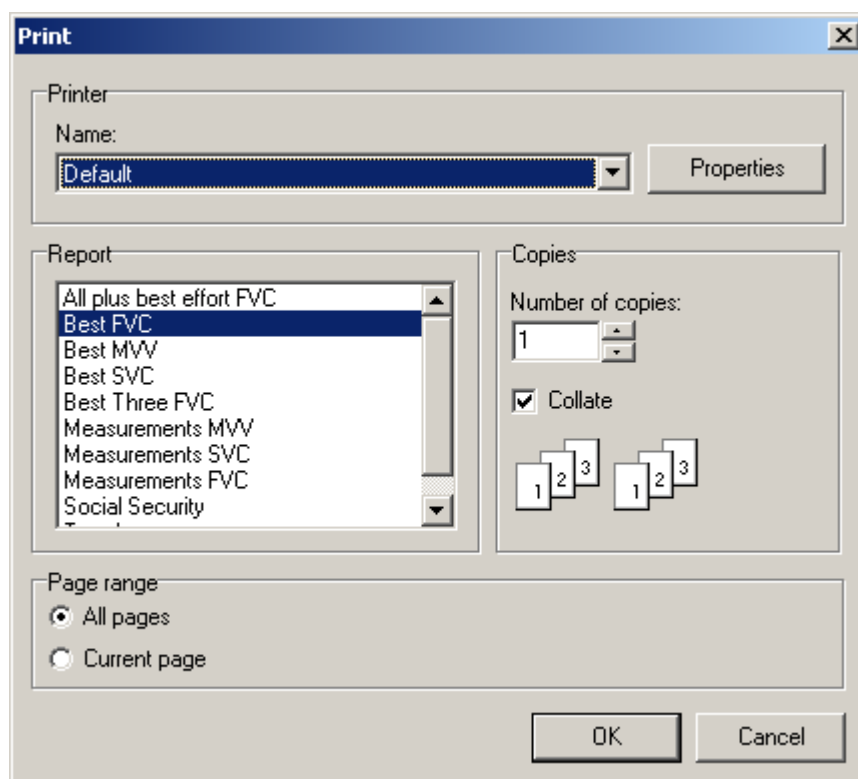 Print
Printer
Name:
Default
Properties
Report
All plus best effort FVC
Best FVC
Best MVV
Best SVC
Best Three FVC
Measurements MVV
Measurements SVC
Measurements FVC
Social Security
Copies
Number of copies:
1
Collate
1 2 3 1 2 3
Page range
All pages
Current page
OK Cancel